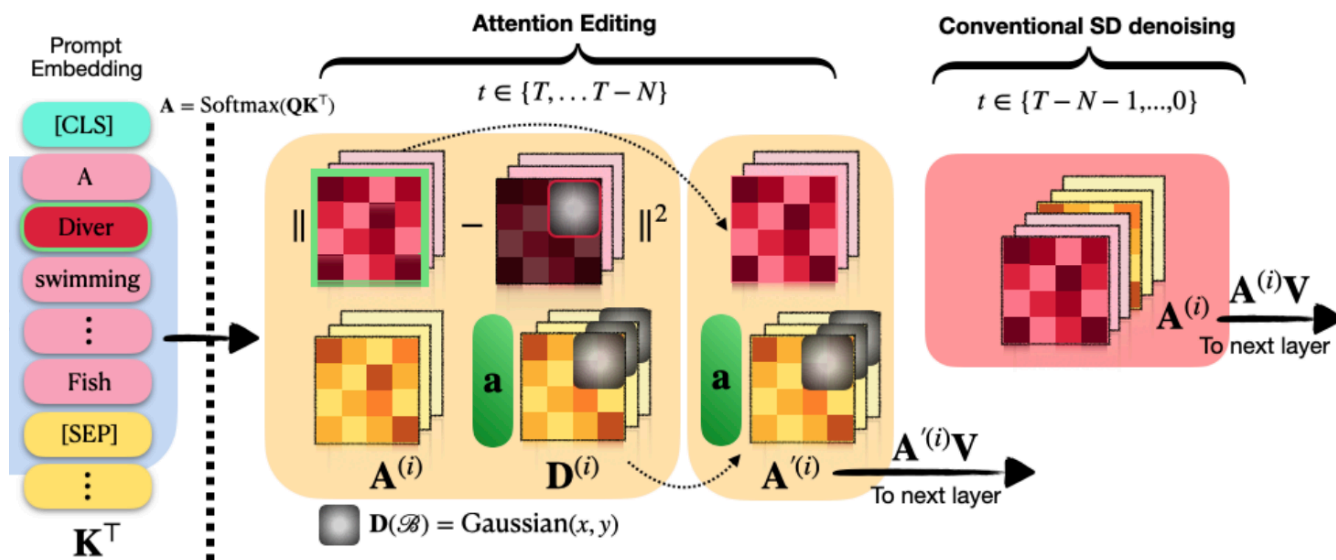 Prompt
Embedding
[CLS]
A
Diver
swimming
⋮
Fish
[SEP]
⋮
K⊤
A = Softmax(QK⊤)
Attention Editing
t ∈ {T, . . . T − N}
‖
−
‖²
a
a
A⁽ⁱ⁾
D⁽ⁱ⁾
A′⁽ⁱ⁾
D(ℬ) = Gaussian(x, y)
A′⁽ⁱ⁾V
To next layer
Conventional SD denoising
t ∈ {T − N − 1,...,0}
A⁽ⁱ⁾
A⁽ⁱ⁾V
To next layer